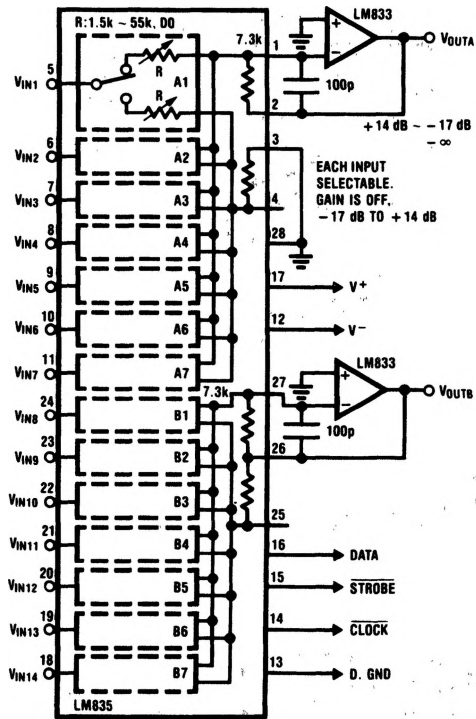 R:1.5k ~ 55k, ∞
R
A1
R
7.3k
1
LM833
+
−
VOUTA
100p
2
+14 dB ~ −17 dB
−∞
5
VIN1
6
VIN2
A2
3
7
VIN3
A3
4
EACH INPUT
SELECTABLE.
GAIN IS OFF,
−17 dB TO +14 dB
8
VIN4
A4
28
9
VIN5
A5
17
V+
10
VIN6
A6
12
V−
11
VIN7
A7
LM833
24
VIN8
B1
7.3k
27
+
−
VOUTB
100p
23
VIN9
B2
26
22
VIN10
B3
25
21
VIN11
B4
16
DATA
20
VIN12
B5
15
STROBE
19
VIN13
B6
14
CLOCK
18
VIN14
B7
13
D. GND
LM835